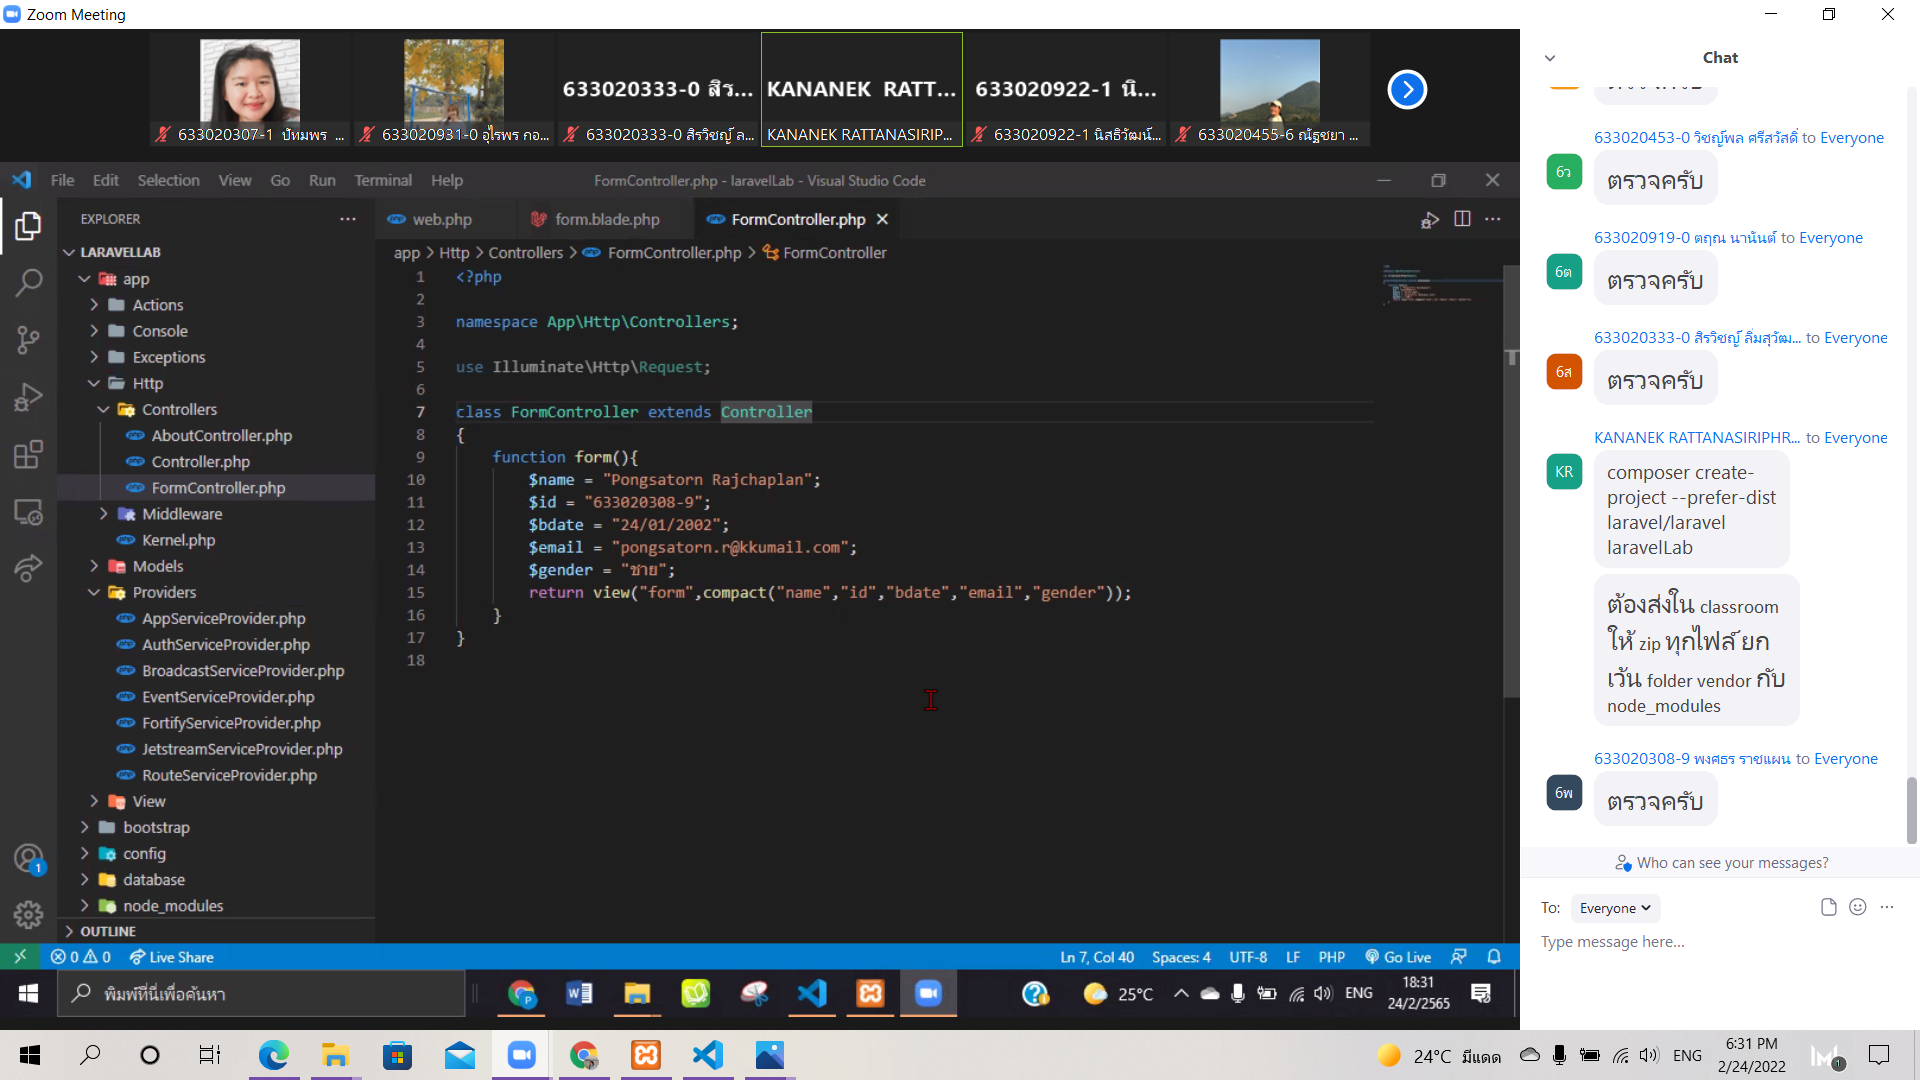 Zoom Meeting
633020333-0 สิร...
KANANEK RATT...
633020922-1 นิ...
633020307-1 ปัทมพร ...
633020931-0 อุไรพร กอ...
633020333-0 สิรวิชญ์ ล...
KANANEK RATTANASIRIP...
633020922-1 นิสธิวัฒน์...
633020455-6 ณัฐชยา ...
File Edit Selection View Go Run Terminal Help
FormController.php - laravelLab - Visual Studio Code
EXPLORER
LARAVELLAB
app
Actions
Console
Exceptions
Http
Controllers
AboutController.php
Controller.php
FormController.php
Middleware
Kernel.php
Models
Providers
AppServiceProvider.php
AuthServiceProvider.php
BroadcastServiceProvider.php
EventServiceProvider.php
FortifyServiceProvider.php
JetstreamServiceProvider.php
RouteServiceProvider.php
View
bootstrap
config
database
node_modules
OUTLINE
web.php form.blade.php FormController.php
app > Http > Controllers > FormController.php > FormController
1 <?php
2
3 namespace App\Http\Controllers;
4
5 use Illuminate\Http\Request;
6
7 class FormController extends Controller
8 {
9 function form(){
10 $name = "Pongsatorn Rajchaplan";
11 $id = "633020308-9";
12 $bdate = "24/01/2002";
13 $email = "pongsatorn.r@kkumail.com";
14 $gender = "ชาย";
15 return view("form",compact("name","id","bdate","email","gender"));
16 }
17 }
18
0 0 Live Share
Ln 7, Col 40 Spaces: 4 UTF-8 LF PHP Go Live
พิมพ์ที่นี่เพื่อค้นหา
25°C ENG
18:31
24/2/2565
Chat
633020453-0 วิชญ์พล ศรีสวัสดิ์ to Everyone
6ว
ตรวจครับ
633020919-0 ตฤณ นานันต์ to Everyone
6ต
ตรวจครับ
633020333-0 สิรวิชญ์ ลิ่มสุวัฒ... to Everyone
6ส
ตรวจครับ
KANANEK RATTANASIRIPHR... to Everyone
KR
composer create-
project --prefer-dist
laravel/laravel
laravelLab
ต้องส่งใน classroom
ให้ zip ทุกไฟล์ ยก
เว้น folder vendor กับ
node_modules
633020308-9 พงศธร ราชแผน to Everyone
6พ
ตรวจครับ
Who can see your messages?
To: Everyone
Type message here...
24°C มีแดด ENG
6:31 PM
2/24/2022
1